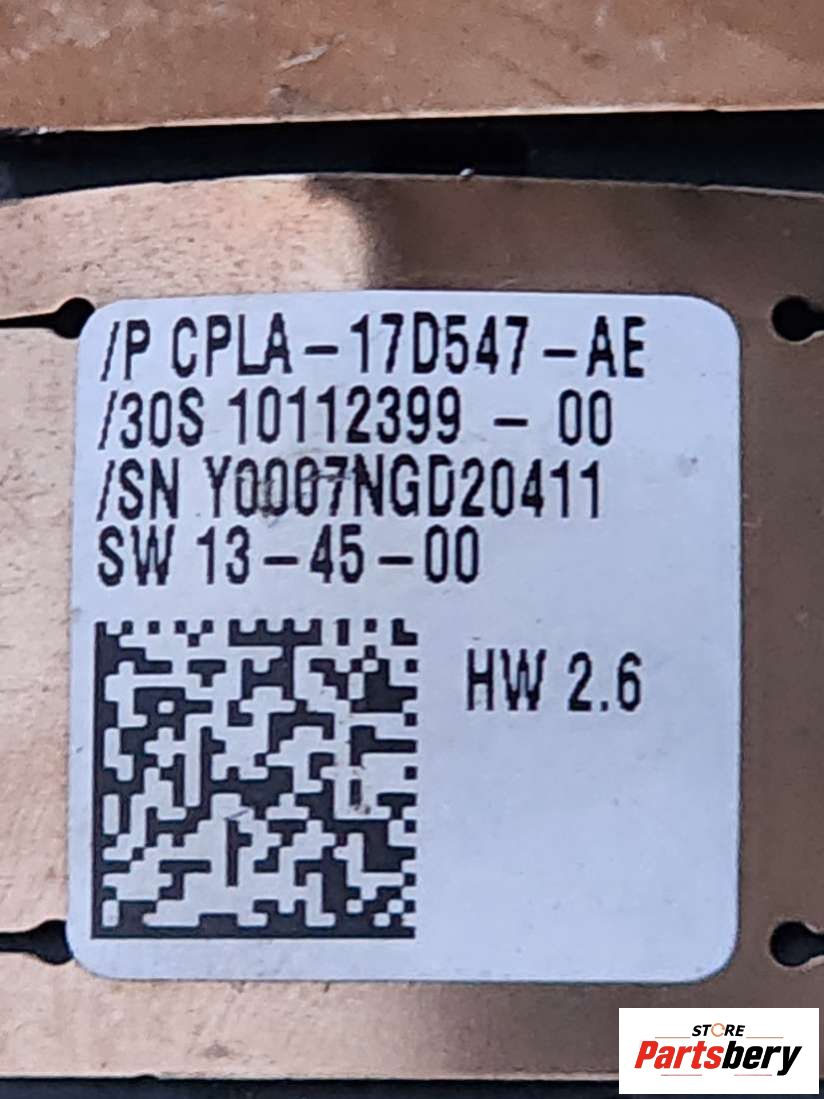 /P CPLA-17D547-AE
/30S 10112399 - 00
/SN Y0007NGD20411
SW 13-45-00
HW 2.6
STORE
Partsbery